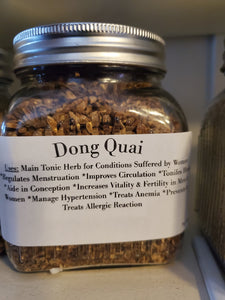 Dong Quai
Uses: Main Tonic Herb for Conditions Suffered by Women
*Regulates Menstruation *Improves Circulation *Tonifies
*Aide in Conception *Increases Vitality & Fertility in
Women *Manage Hypertension *Treats Anemia
Treats Allergic Reaction